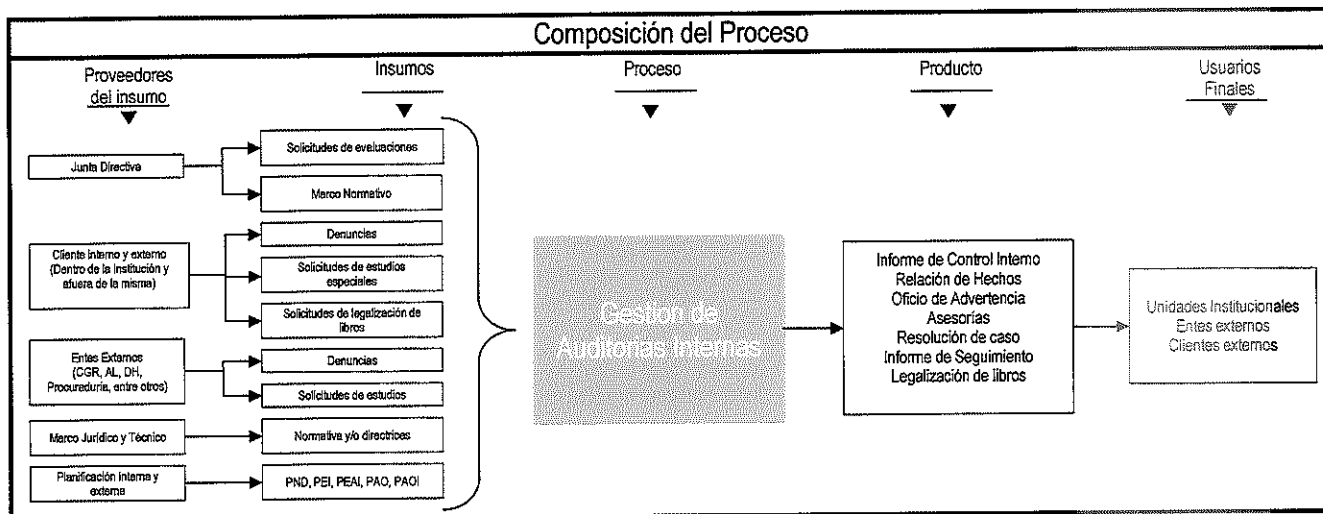 Composición del Proceso
Proveedores
del insumo
Insumos
Proceso
Producto
Usuarios
Finales
Junta Directiva
Solicitudes de evaluaciones
Marco Normativo
Cliente interno y externo
(Dentro de la Institución y
afuera de la misma)
Denuncias
Solicitudes de estudios
especiales
Solicitudes de legalización de
libros
Entes Externos
(CGR, AL, DH,
Procuraduría, entre otros)
Denuncias
Solicitudes de estudios
Marco Jurídico y Técnico
Normativa y/o directrices
Planificación interna y
externa
PND, PEI, PEAI, PAO, PAOI
Gestión de
Auditorías Internas
Informe de Control Interno
Relación de Hechos
Oficio de Advertencia
Asesorías
Resolución de caso
Informe de Seguimiento
Legalización de libros
Unidades Institucionales
Entes externos
Clientes externos